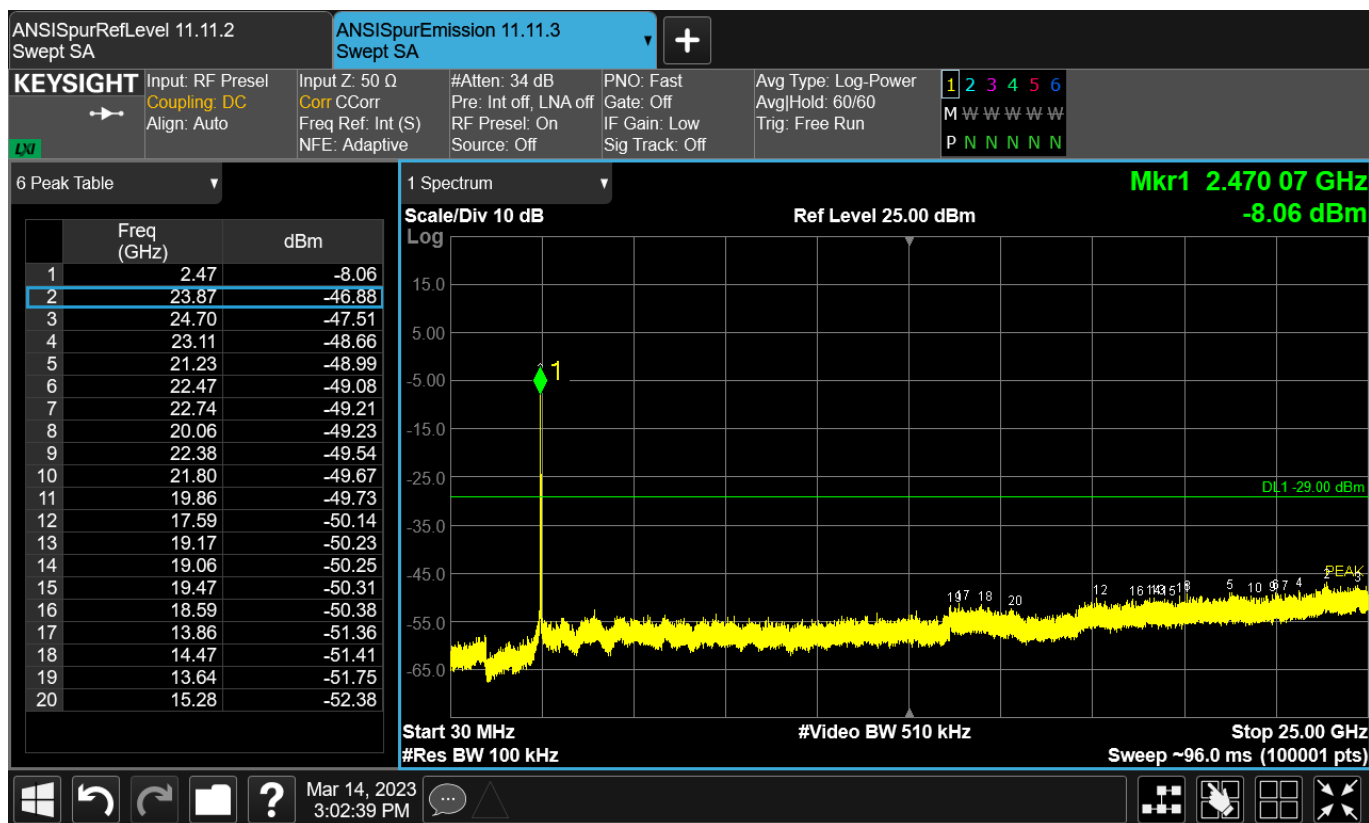 ANSISpurRefLevel 11.11.2
Swept SA
ANSISpurEmission 11.11.3
Swept SA
KEYSIGHT
LXI
Input: RF Presel
Coupling: DC
Align: Auto
Input Z: 50 Ω
Corr CCorr
Freq Ref: Int (S)
NFE: Adaptive
#Atten: 34 dB
Pre: Int off, LNA off
RF Presel: On
Source: Off
PNO: Fast
Gate: Off
IF Gain: Low
Sig Track: Off
Avg Type: Log-Power
Avg|Hold: 60/60
Trig: Free Run
1 2 3 4 5 6
M W W W W W W
P N N N N N
6 Peak Table
Freq (GHz) dBm
1 2.47 -8.06
2 23.87 -46.88
3 24.70 -47.51
4 23.11 -48.66
5 21.23 -48.99
6 22.47 -49.08
7 22.74 -49.21
8 20.06 -49.23
9 22.38 -49.54
10 21.80 -49.67
11 19.86 -49.73
12 17.59 -50.14
13 19.17 -50.23
14 19.06 -50.25
15 19.47 -50.31
16 18.59 -50.38
17 13.86 -51.36
18 14.47 -51.41
19 13.64 -51.75
20 15.28 -52.38
1 Spectrum
Mkr1 2.470 07 GHz
-8.06 dBm
Scale/Div 10 dB
Ref Level 25.00 dBm
Log
15.0
5.00
-5.00
-15.0
-25.0
-35.0
-45.0
-55.0
-65.0
1
DL1 -29.00 dBm
PEAK
17 18 20 12 16 5 10 7 4
Start 30 MHz
#Video BW 510 kHz
Stop 25.00 GHz
#Res BW 100 kHz
Sweep ~96.0 ms (100001 pts)
Mar 14, 2023
3:02:39 PM